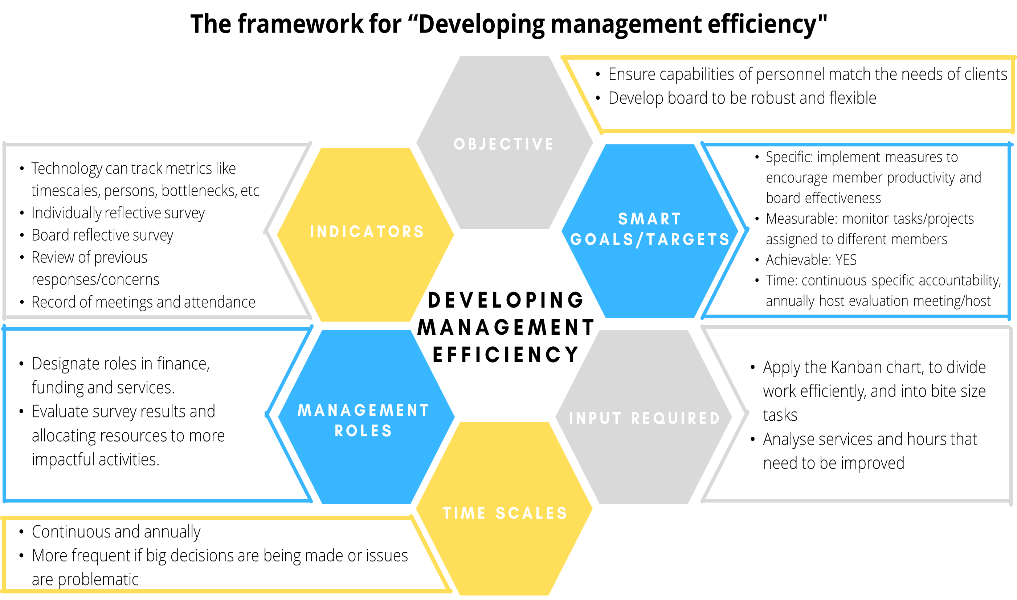 The framework for “Developing management efficiency"
OBJECTIVE
• Ensure capabilities of personnel match the needs of clients
• Develop board to be robust and flexible
SMART
GOALS/TARGETS
• Specific: implement measures to
encourage member productivity and
board effectiveness
• Measurable: monitor tasks/projects
assigned to different members
• Achievable: YES
• Time: continuous specific accountability,
annually host evaluation meeting/host
INPUT REQUIRED
• Apply the Kanban chart, to divide
work efficiently, and into bite size
tasks
• Analyse services and hours that
need to be improved
TIME SCALES
• Continuous and annually
• More frequent if big decisions are being made or issues
are problematic
MANAGEMENT
ROLES
• Designate roles in finance,
funding and services.
• Evaluate survey results and
allocating resources to more
impactful activities.
INDICATORS
• Technology can track metrics like
timescales, persons, bottlenecks, etc
• Individually reflective survey
• Board reflective survey
• Review of previous
responses/concerns
• Record of meetings and attendance
DEVELOPING
MANAGEMENT
EFFICIENCY